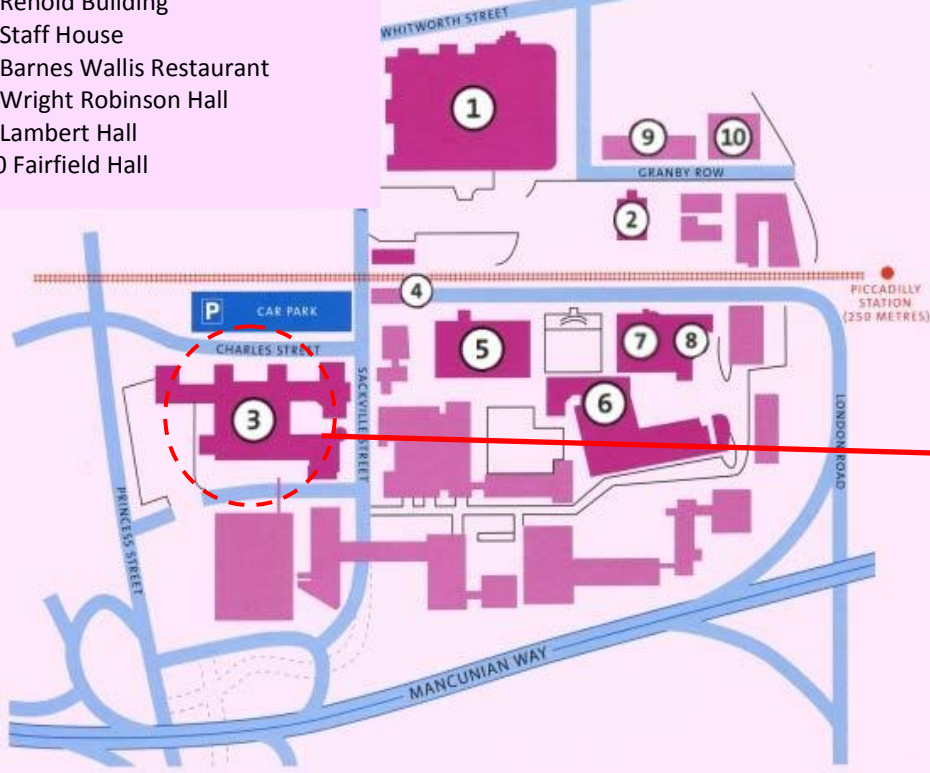 Renold Building
Staff House
Barnes Wallis Restaurant
Wright Robinson Hall
Lambert Hall
0 Fairfield Hall
WHITWORTH STREET
1
9
10
GRANBY ROW
2
PICCADILLY
STATION
(250 METRES)
4
P CAR PARK
CHARLES STREET
5
7
8
3
6
SACKVILLE STREET
LONDON ROAD
PRINCESS STREET
MANCUNIAN WAY